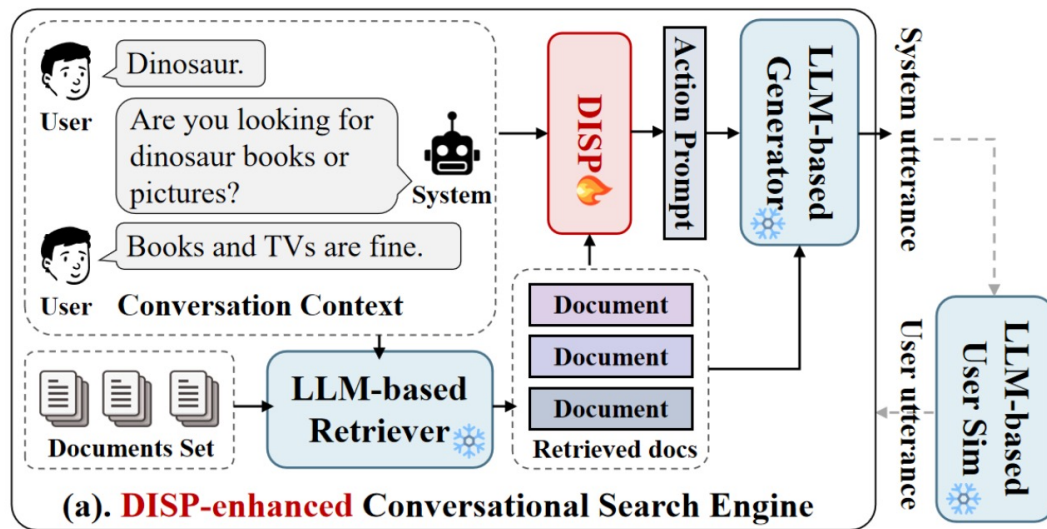 Dinosaur.
User
Are you looking for
dinosaur books or
pictures?
System
Books and TVs are fine.
User
Conversation Context
DISP
Action Prompt
LLM-based
Generator
System utterance
Documents Set
LLM-based
Retriever
Document
Document
Document
Retrieved docs
User utterance
LLM-based
User Sim
(a). DISP-enhanced Conversational Search Engine